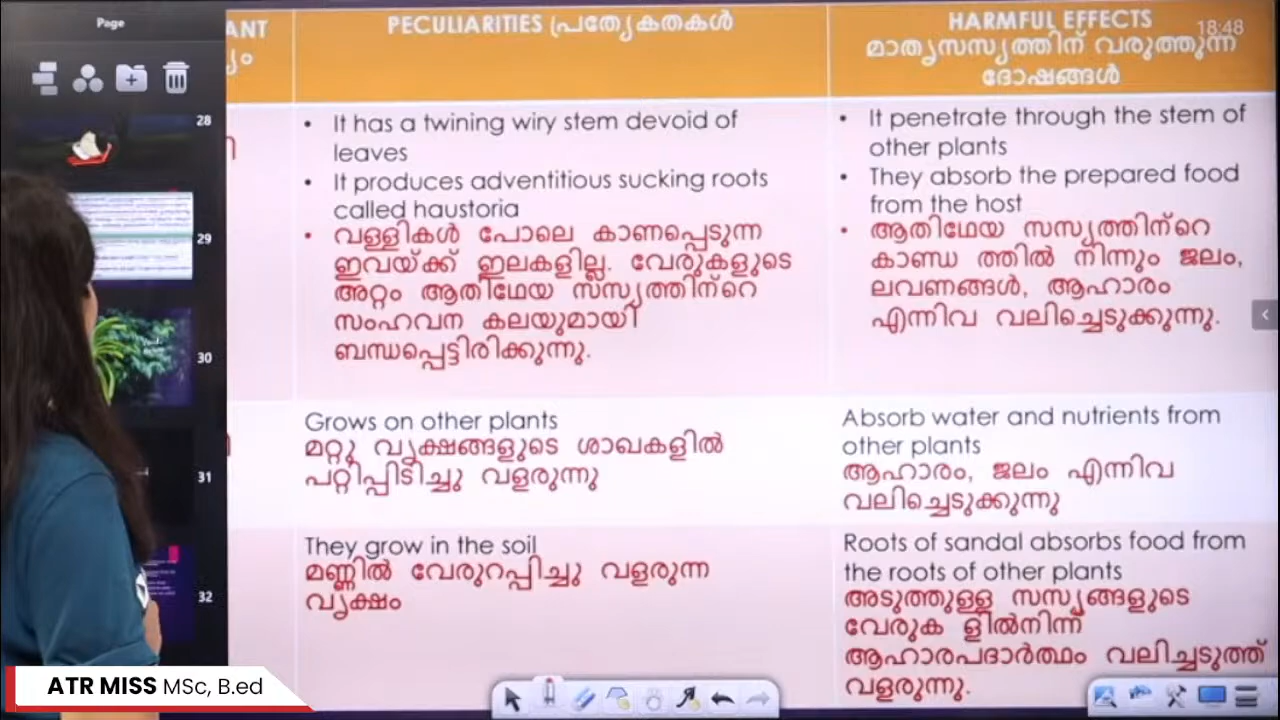 Page
28
29
30
31
32
ANT
PECULIARITIES (പ്രത്യേകതകൾ
HARMFUL EFFECTS
18:48
മാതൃസസ്യത്തിന് വരുത്തുന്ന
ദോഷങ്ങൾ
• It has a twining wiry stem devoid of
leaves
• It produces adventitious sucking roots
called haustoria
• വള്ളികൾ പോലെ കാണപ്പെടുന്ന
ഇവയ്ക്ക് ഇലകളില്ല. വേരുകളുടെ
അറ്റം ആതിഥേയ സസ്യത്തിന്റെ
സംഹവന കലയുമായി
ബന്ധപ്പെട്ടിരിക്കുന്നു.
• It penetrate through the stem of
other plants
• They absorb the prepared food
from the host
• ആതിഥേയ സസ്യത്തിന്റെ
കാണ്ഡ ത്തിൽ നിന്നും ജലം,
ലവണങ്ങൾ, ആഹാരം
എന്നിവ വലിച്ചെടുക്കുന്നു.
Grows on other plants
മറ്റു വൃക്ഷങ്ങളുടെ ശാഖകളിൽ
പറ്റിപ്പിടിച്ചു വളരുന്നു
Absorb water and nutrients from
other plants
ആഹാരം, ജലം എന്നിവ
വലിച്ചെടുക്കുന്നു
They grow in the soil
മണ്ണിൽ വേരുറപ്പിച്ചു വളരുന്ന
വൃക്ഷം
Roots of sandal absorbs food from
the roots of other plants
അടുത്തുള്ള സസ്യങ്ങളുടെ
വേരുക ളിൽനിന്ന്
ആഹാരപദാർത്ഥം വലിച്ചടുത്ത്
വളരുന്നു.
ATR MISS MSc, B.ed